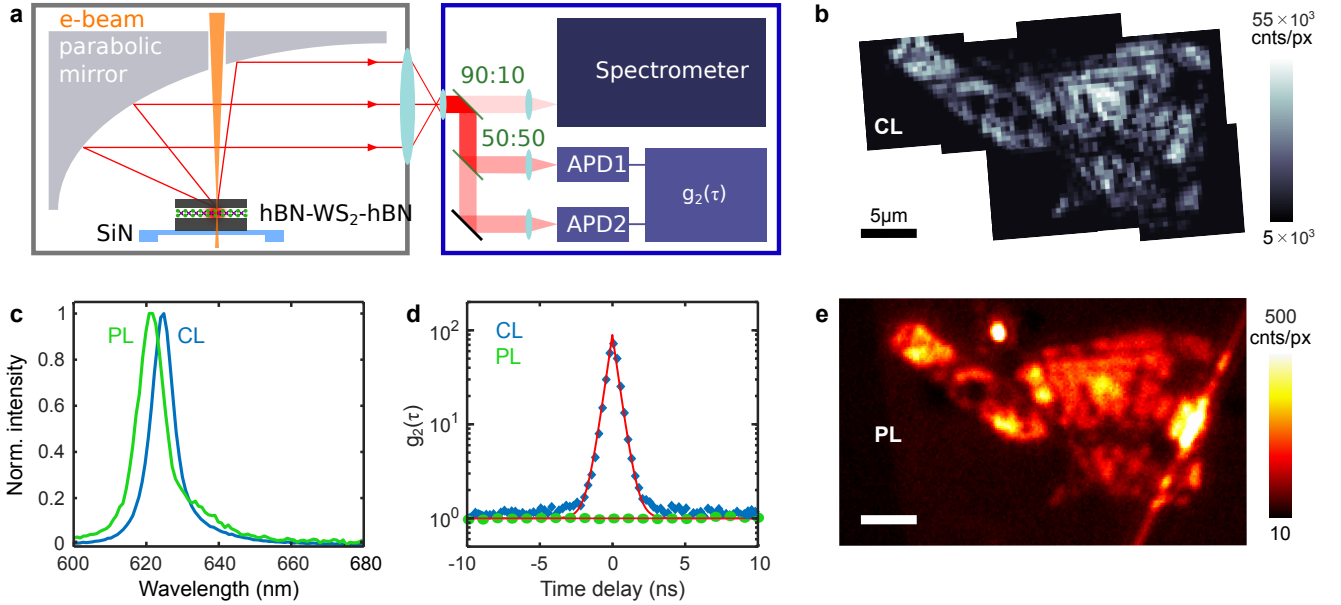 a
e-beam
parabolic
mirror
SiN
hBN-WS₂-hBN
90:10
50:50
Spectrometer
APD1
APD2
g₂(τ)
b
CL
5µm
55 × 10³
cnts/px
5 × 10³
c
PL
CL
Norm. intensity
1
0.8
0.6
0.4
0.2
0
600
620
640
660
680
Wavelength (nm)
d
CL
PL
g₂(τ)
10²
10¹
10⁰
-10
-5
0
5
10
Time delay (ns)
e
PL
500
cnts/px
10